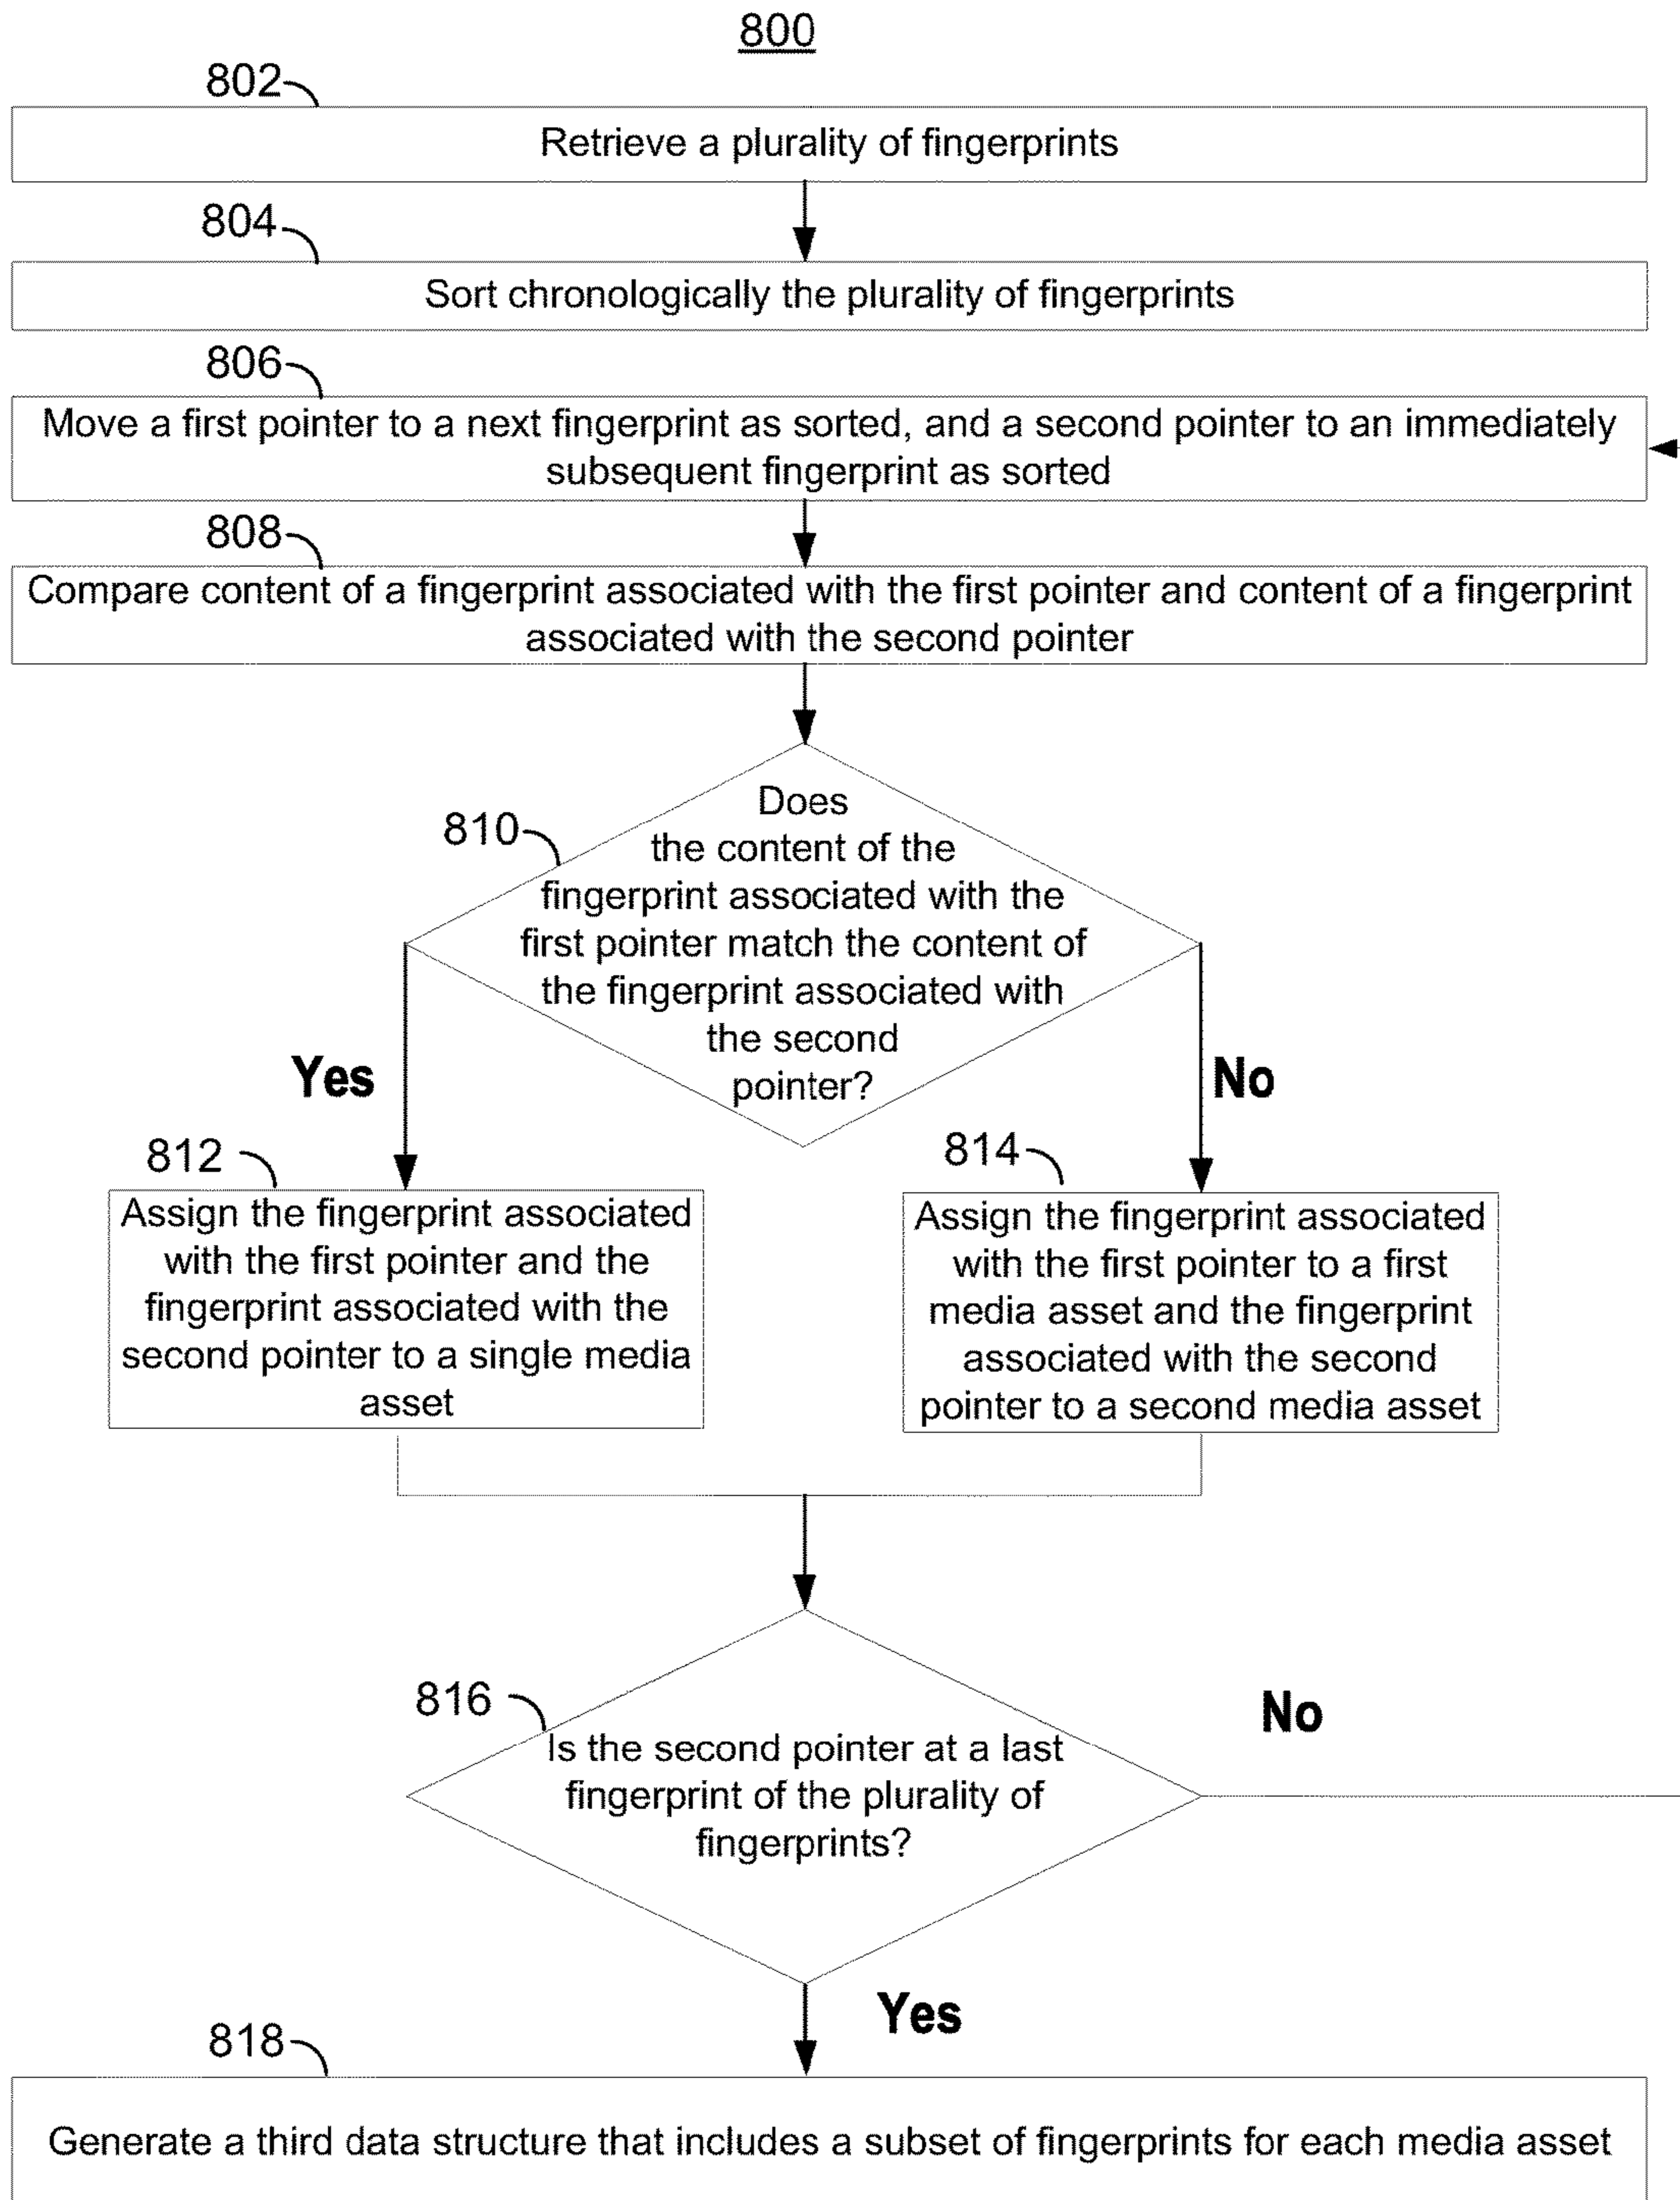 800
802
Retrieve a plurality of fingerprints
804
Sort chronologically the plurality of fingerprints
806
Move a first pointer to a next fingerprint as sorted, and a second pointer to an immediately
subsequent fingerprint as sorted
808
Compare content of a fingerprint associated with the first pointer and content of a fingerprint
associated with the second pointer
810
Does
the content of the
fingerprint associated with the
first pointer match the content of
the fingerprint associated with
the second
pointer?
Yes
No
812
Assign the fingerprint associated
with the first pointer and the
fingerprint associated with the
second pointer to a single media
asset
814
Assign the fingerprint associated
with the first pointer to a first
media asset and the fingerprint
associated with the second
pointer to a second media asset
816
Is the second pointer at a last
fingerprint of the plurality of
fingerprints?
No
Yes
818
Generate a third data structure that includes a subset of fingerprints for each media asset